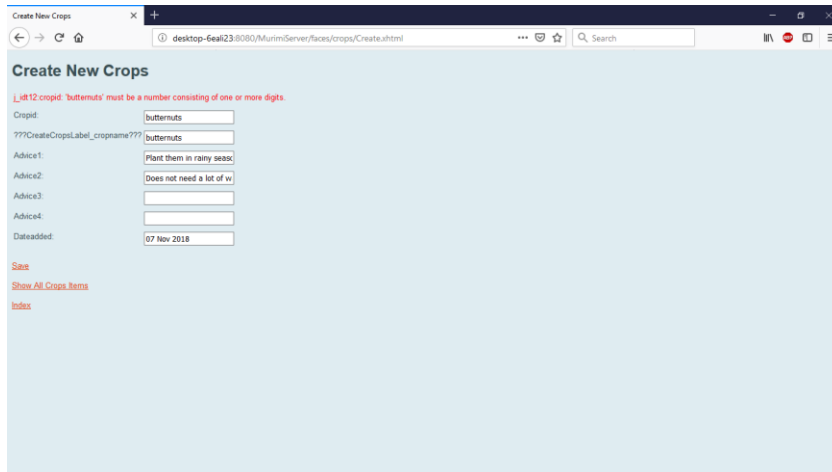 Create New Crops
desktop-6eali23:8080/MurimiServer/faces/crops/Create.xhtml
Search
Create New Crops
j_idt12:cropid: 'butternuts' must be a number consisting of one or more digits.
Cropid: butternuts
???CreateCropsLabel_cropname??? butternuts
Advice1: Plant them in rainy seasc
Advice2: Does not need a lot of w
Advice3:
Advice4:
Dateadded: 07 Nov 2018
Save
Show All Crops Items
Index